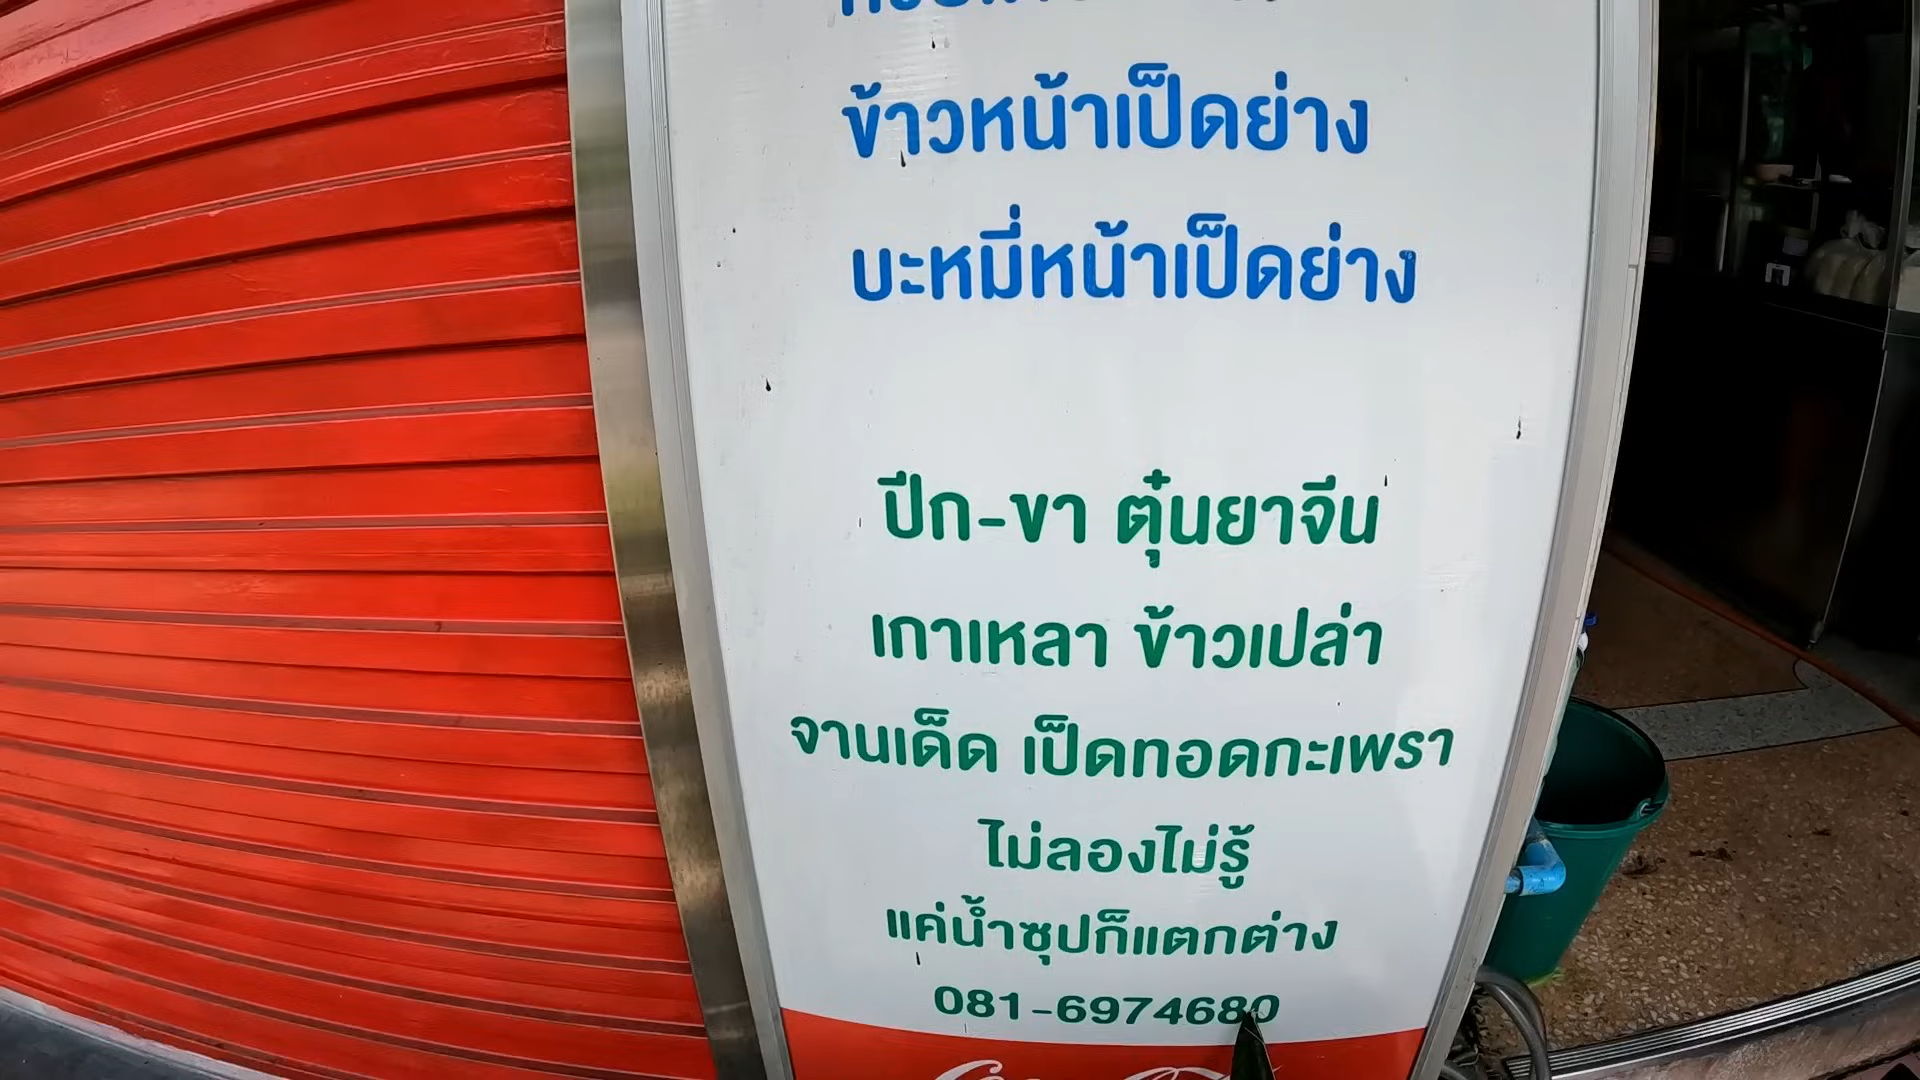 ข้าวหน้าเป็ดย่าง
บะหมี่หน้าเป็ดย่าง
ปีก-ขา ตุ๋นยาจีน
เกาเหลา ข้าวเปล่า
จานเด็ด เป็ดทอดกะเพรา
ไม่ลองไม่รู้
แค่น้ำซุปก็แตกต่าง
081-6974680